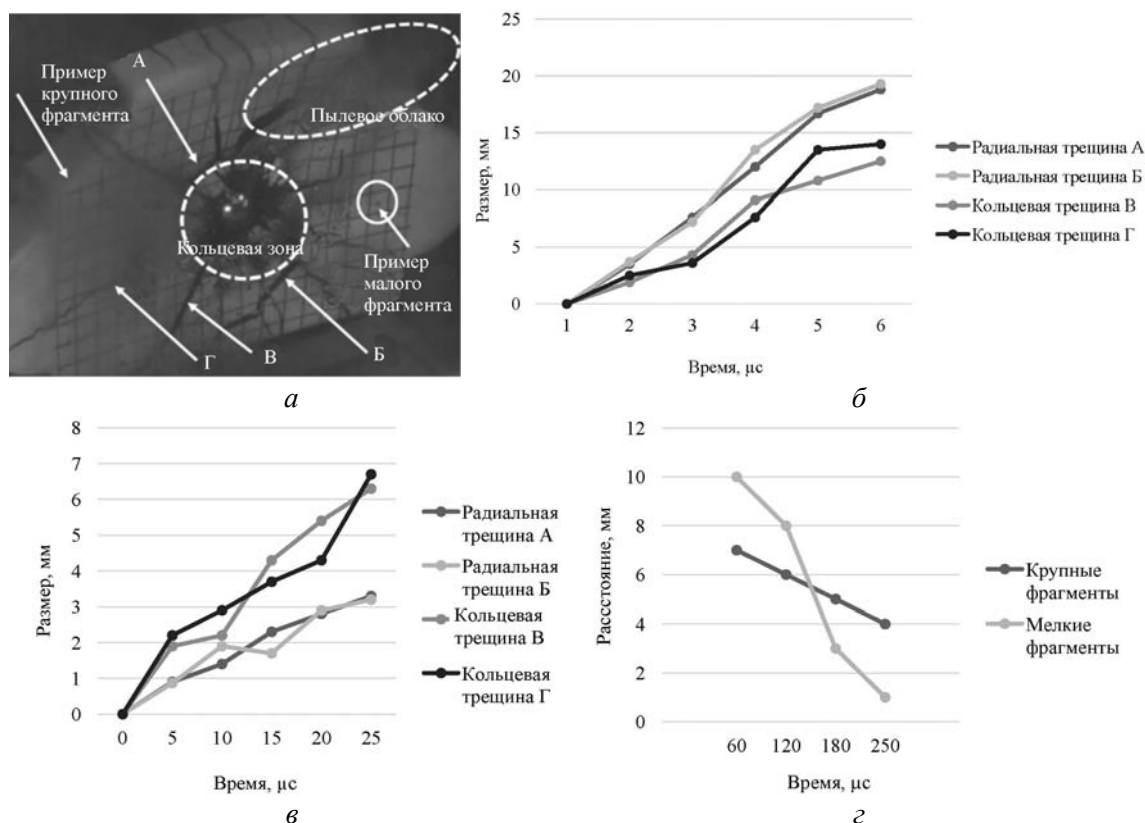 А
Пример
крупного
фрагмента
Пылевое облако
Кольцевая зона
Пример
малого
фрагмента
Г
В
Б
а
25
20
15
10
5
0
Размер, мм
1 2 3 4 5 6
Время, µс
Радиальная трещина А
Радиальная трещина Б
Кольцевая трещина В
Кольцевая трещина Г
б
8
7
6
5
4
3
2
1
0
Размер, мм
0 5 10 15 20 25
Время, µс
Радиальная
трещина А
Радиальная
трещина Б
Кольцевая
трещина В
Кольцевая
трещина Г
в
12
10
8
6
4
2
0
Рассстояние, мм
60 120 180 250
Время, µс
Крупные
фрагменты
Мелкие
фрагменты
г